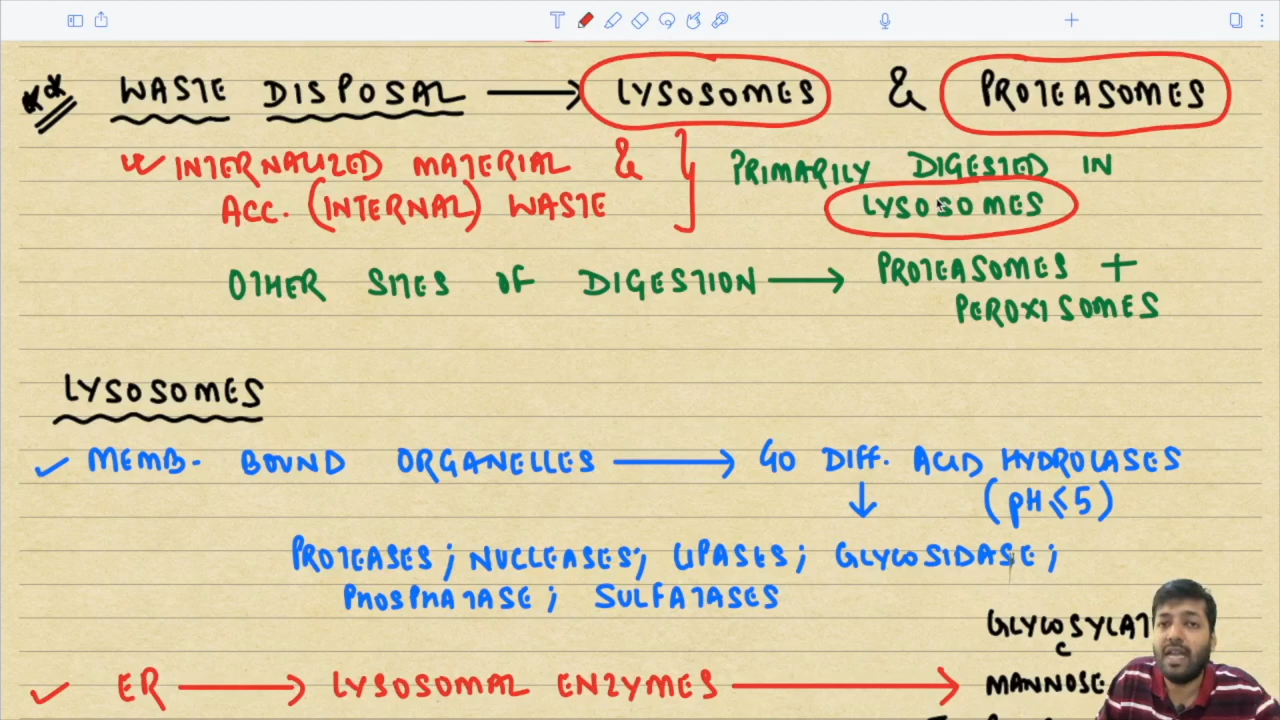 WASTE DISPOSAL → LYSOSOMES & PROTEASOMES
INTERNALIZED MATERIAL & PRIMARILY DIGESTED IN
ACC. (INTERNAL) WASTE LYSOSOMES
OTHER SITES OF DIGESTION → PROTEASOMES +
PEROXISOMES
LYSOSOMES
✓ MEMB- BOUND ORGANELLES → 40 DIFF. ACID HYDROLASES
↓ (pH ≤ 5)
PROTEASES; NUCLEASES; LIPASES; GLYCOSIDASE;
PHOSPHATASE; SULFATASES
GLYCOSYLAT
✓ ER → LYSOSOMAL ENZYMES → MANNOSE